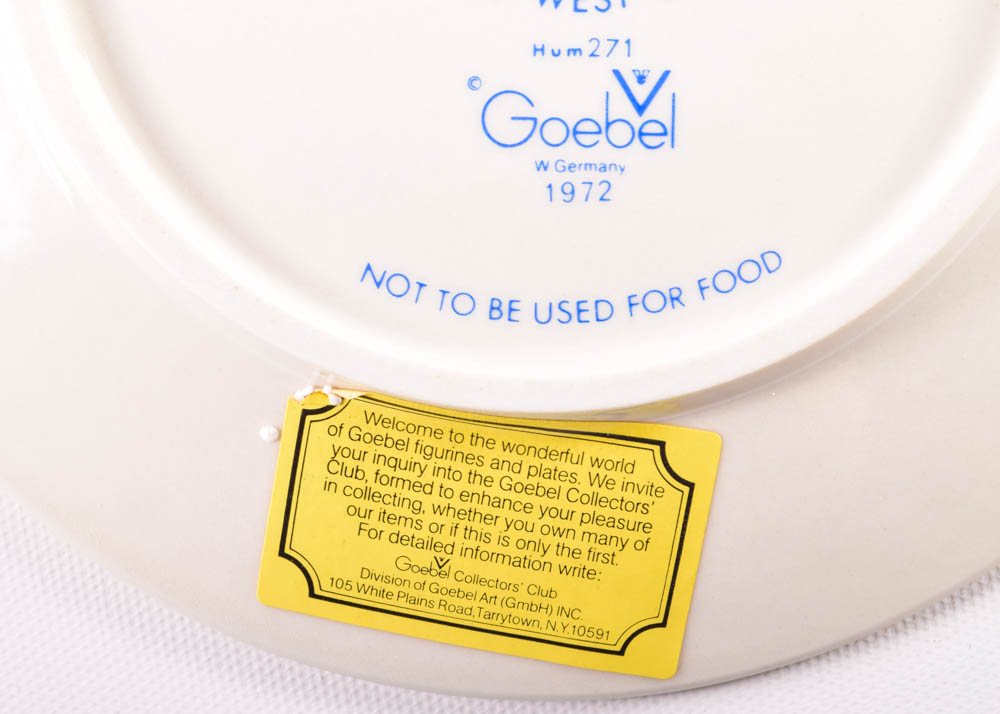 WEST
Hum 271
© Goebel
W Germany
1972
NOT TO BE USED FOR FOOD
Welcome to the wonderful world
of Goebel figurines and plates. We invite
your inquiry into the Goebel Collectors'
Club, formed to enhance your pleasure
in collecting, whether you own many of
our items or if this is only the first.
For detailed information write:
Goebel Collectors' Club
Division of Goebel Art (GmbH) INC.
105 White Plains Road, Tarrytown, N.Y. 10591